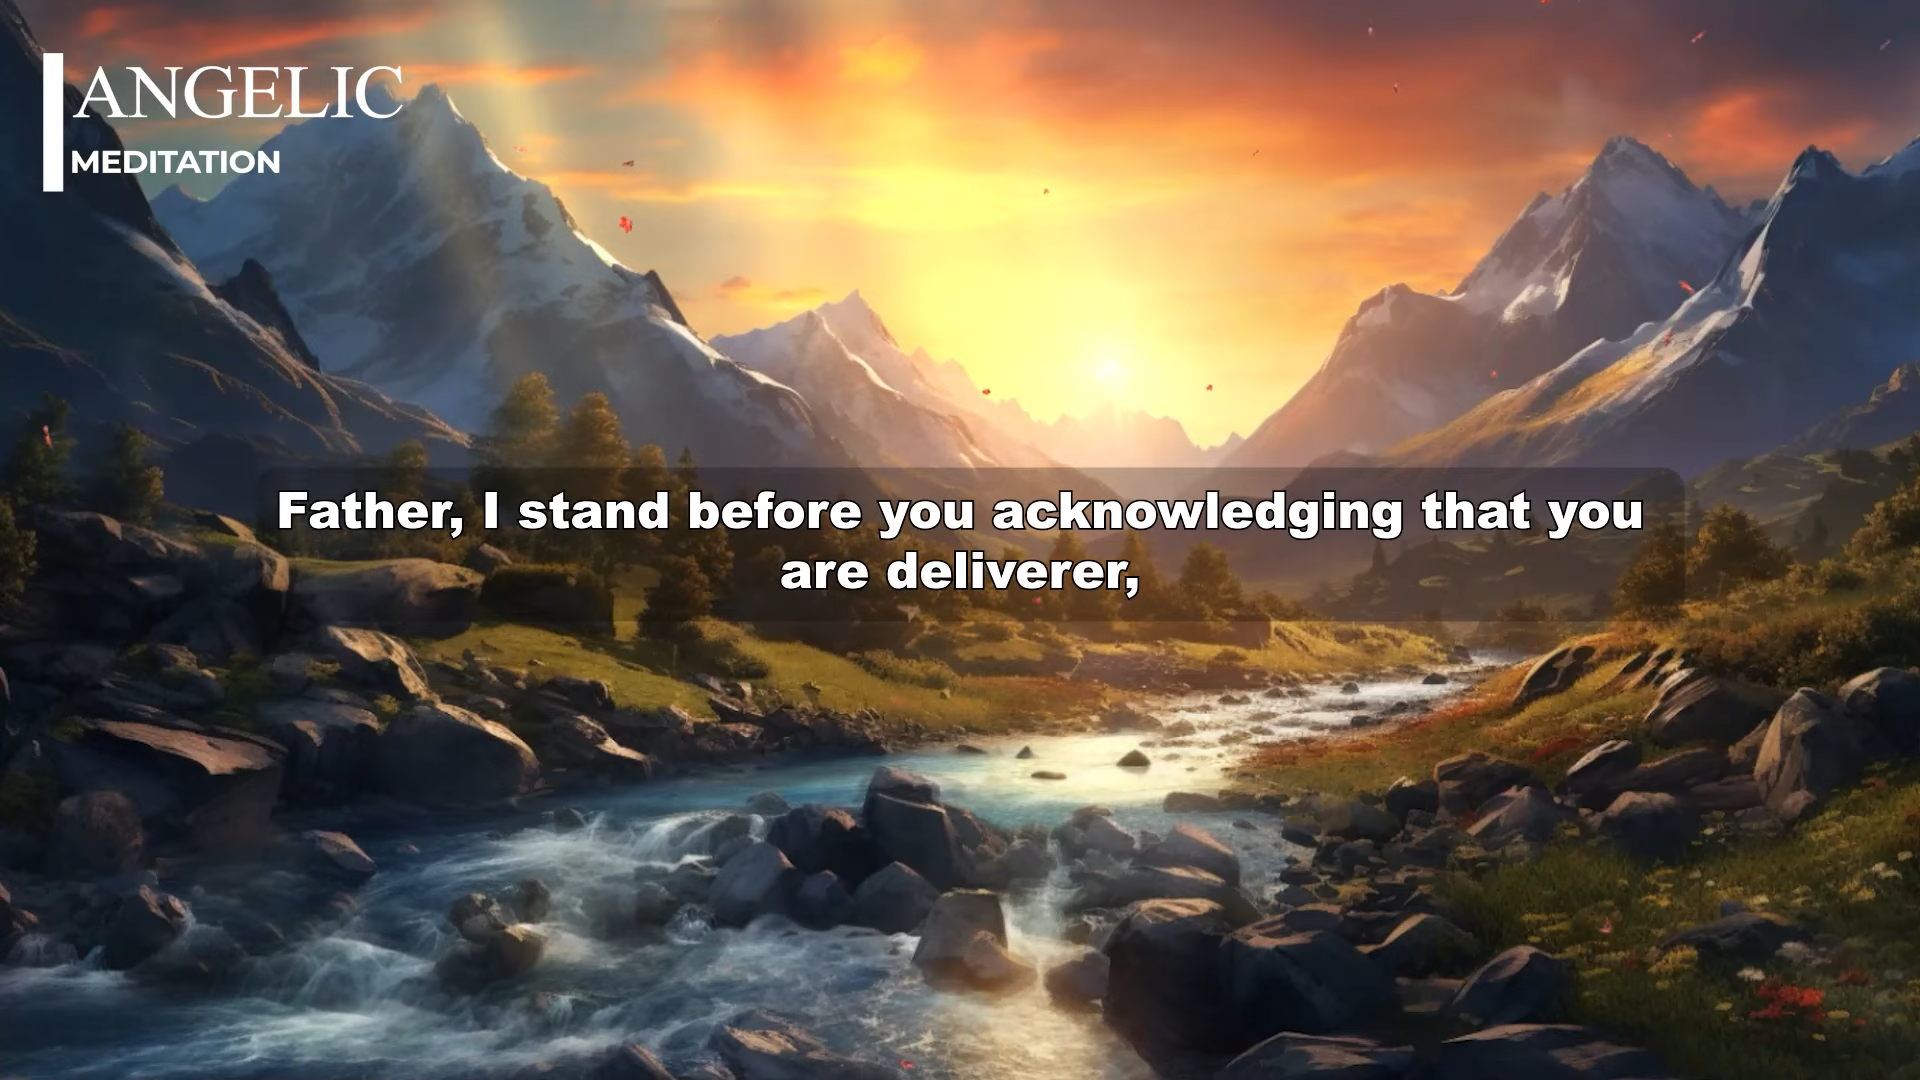 ANGELIC
MEDITATION
Father, I stand before you acknowledging that you
are deliverer,